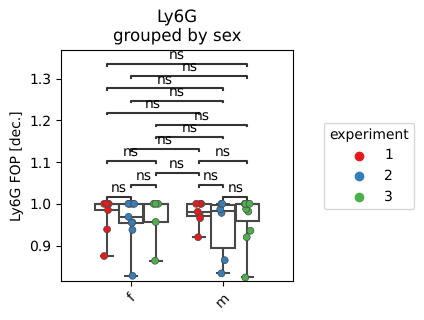 Ly6G
grouped by sex
Ly6G FOP [dec.]
1.3
1.2
1.1
1.0
0.9
ns
ns
ns
ns
ns
ns
ns
ns
ns ns
ns
ns ns
ns ns
f
m
experiment
1
2
3